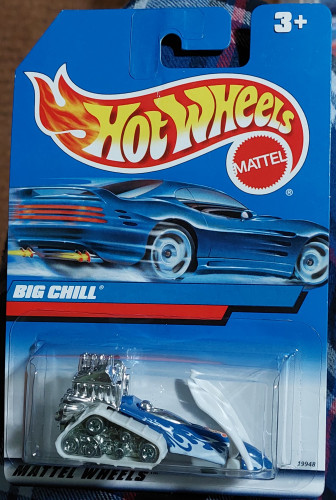 3+
HOT WHEELS
MATTEL
®
BIG CHILL
MATTEL WHEELS
19948